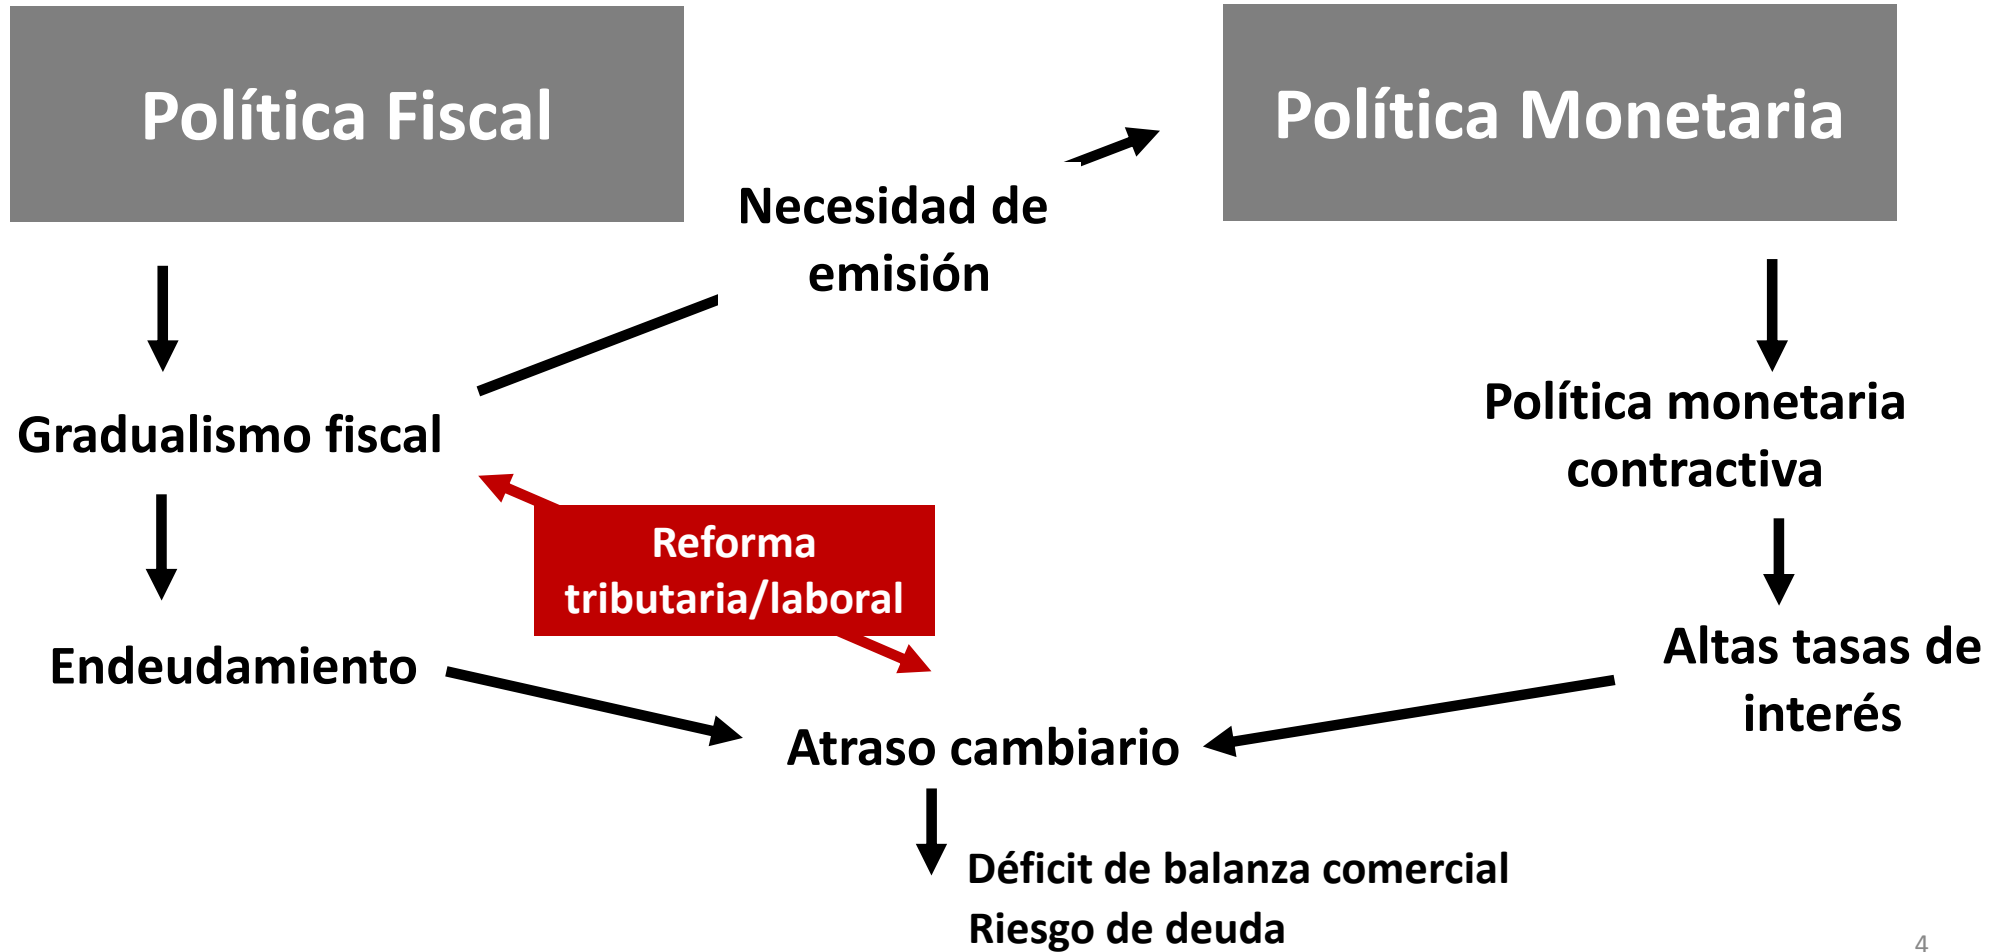 Política Fiscal
Política Monetaria
Necesidad de
emisión
Gradualismo fiscal
Política monetaria
contractiva
Reforma
tributaria/laboral
Endeudamiento
Altas tasas de
interés
Atraso cambiario
Déficit de balanza comercial
Riesgo de deuda
4